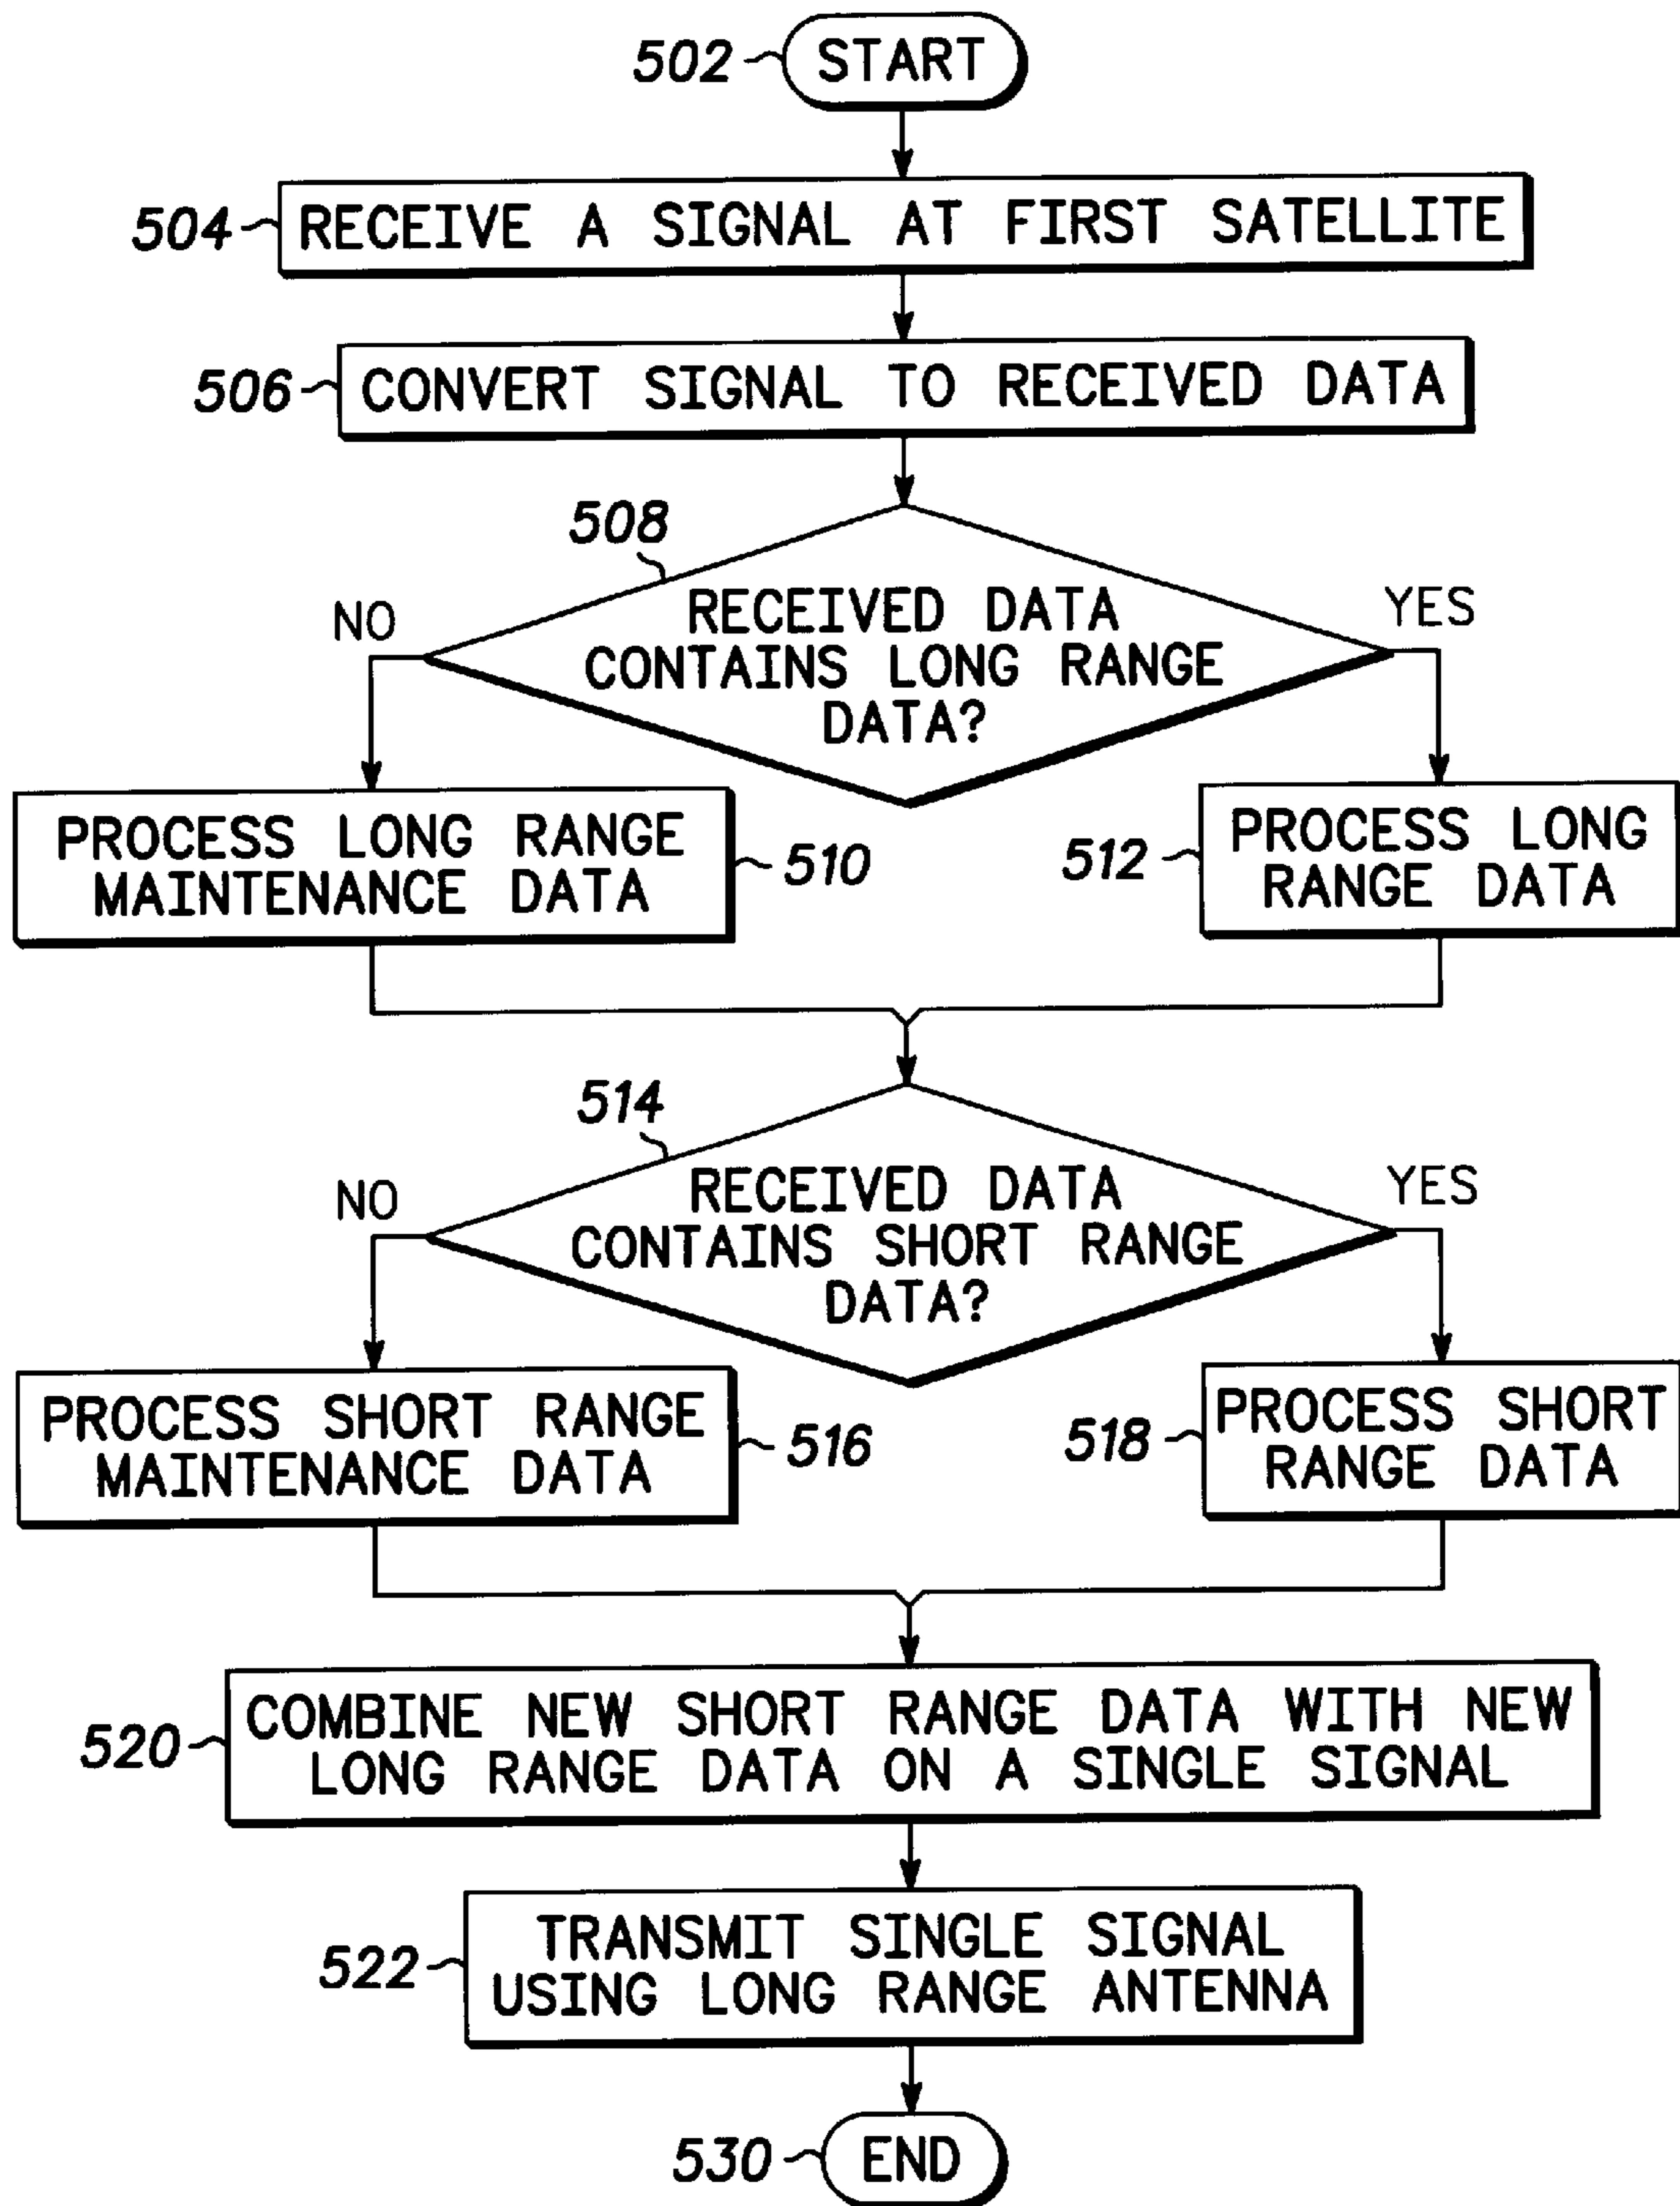 502
START
504
RECEIVE A SIGNAL AT FIRST SATELLITE
506
CONVERT SIGNAL TO RECEIVED DATA
508
NO
YES
RECEIVED DATA
CONTAINS LONG RANGE
DATA?
PROCESS LONG RANGE
MAINTENANCE DATA
510
512
PROCESS LONG
RANGE DATA
514
NO
YES
RECEIVED DATA
CONTAINS SHORT RANGE
DATA?
PROCESS SHORT RANGE
MAINTENANCE DATA
516
518
PROCESS SHORT
RANGE DATA
520
COMBINE NEW SHORT RANGE DATA WITH NEW
LONG RANGE DATA ON A SINGLE SIGNAL
522
TRANSMIT SINGLE SIGNAL
USING LONG RANGE ANTENNA
530
END